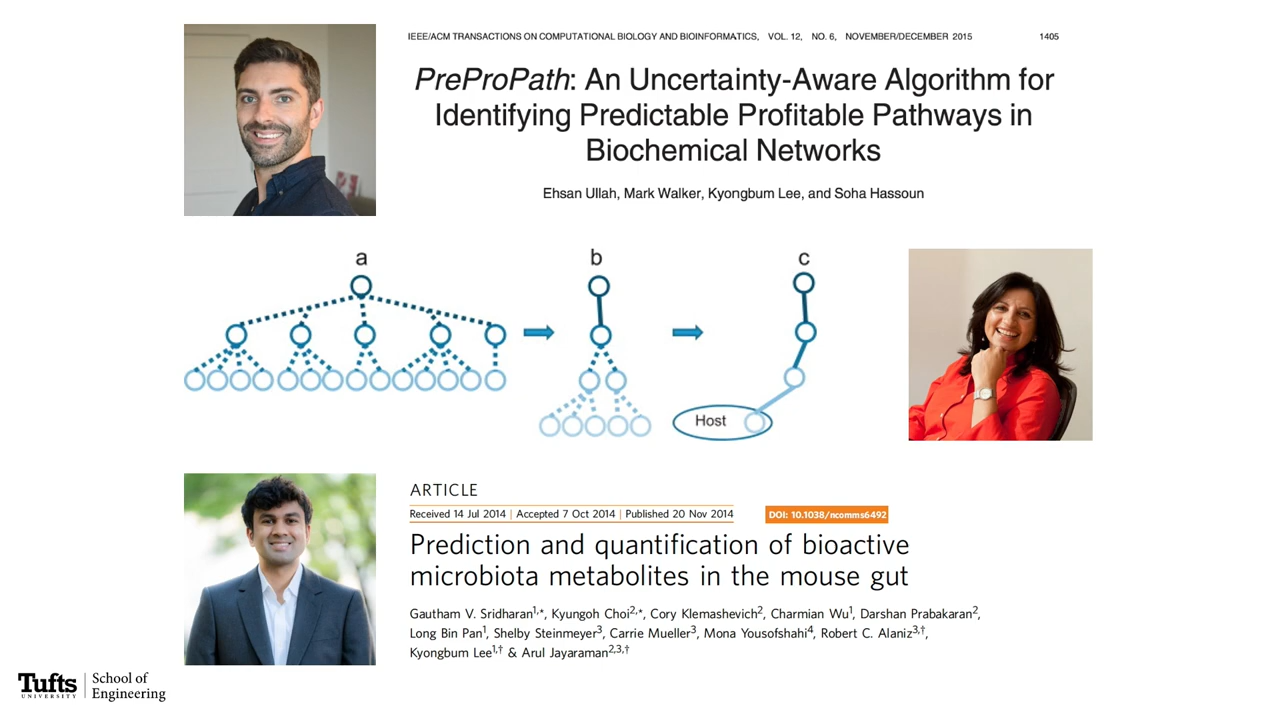 IEEE/ACM TRANSACTIONS ON COMPUTATIONAL BIOLOGY AND BIOINFORMATICS, VOL. 12, NO. 6, NOVEMBER/DECEMBER 2015 1405
PreProPath: An Uncertainty-Aware Algorithm for
Identifying Predictable Profitable Pathways in
Biochemical Networks
Ehsan Ullah, Mark Walker, Kyongbum Lee, and Soha Hassoun
a b c
Host
ARTICLE
Received 14 Jul 2014 | Accepted 7 Oct 2014 | Published 20 Nov 2014 DOI: 10.1038/ncomms6492
Prediction and quantification of bioactive
microbiota metabolites in the mouse gut
Gautham V. Sridharan1,*, Kyungoh Choi2,*, Cory Klemashevich2, Charmian Wu1, Darshan Prabakaran2,
Long Bin Pan1, Shelby Steinmeyer3, Carrie Mueller3, Mona Yousofshahi4, Robert C. Alaniz3,†,
Kyongbum Lee1,† & Arul Jayaraman2,3,†
Tufts
UNIVERSITY
School of
Engineering